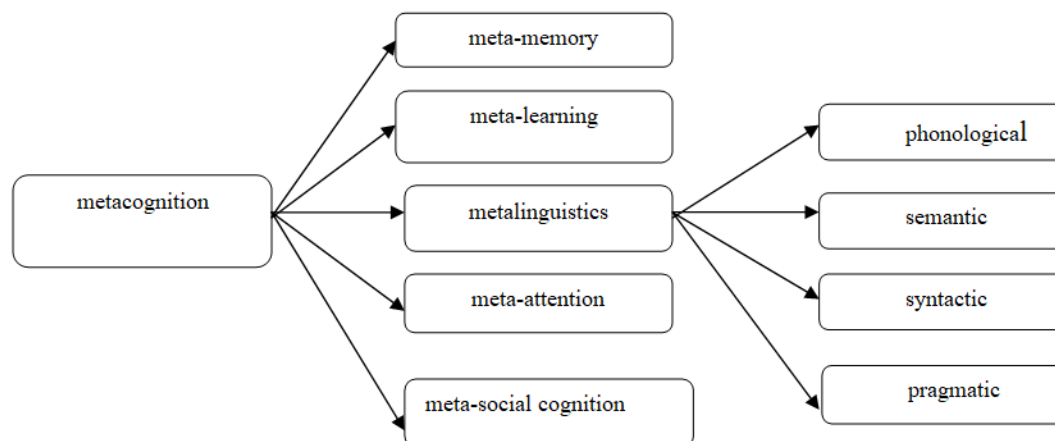 meta-memory
meta-learning
phonological
metacognition
metalinguistics
semantic
meta-attention
syntactic
meta-social cognition
pragmatic